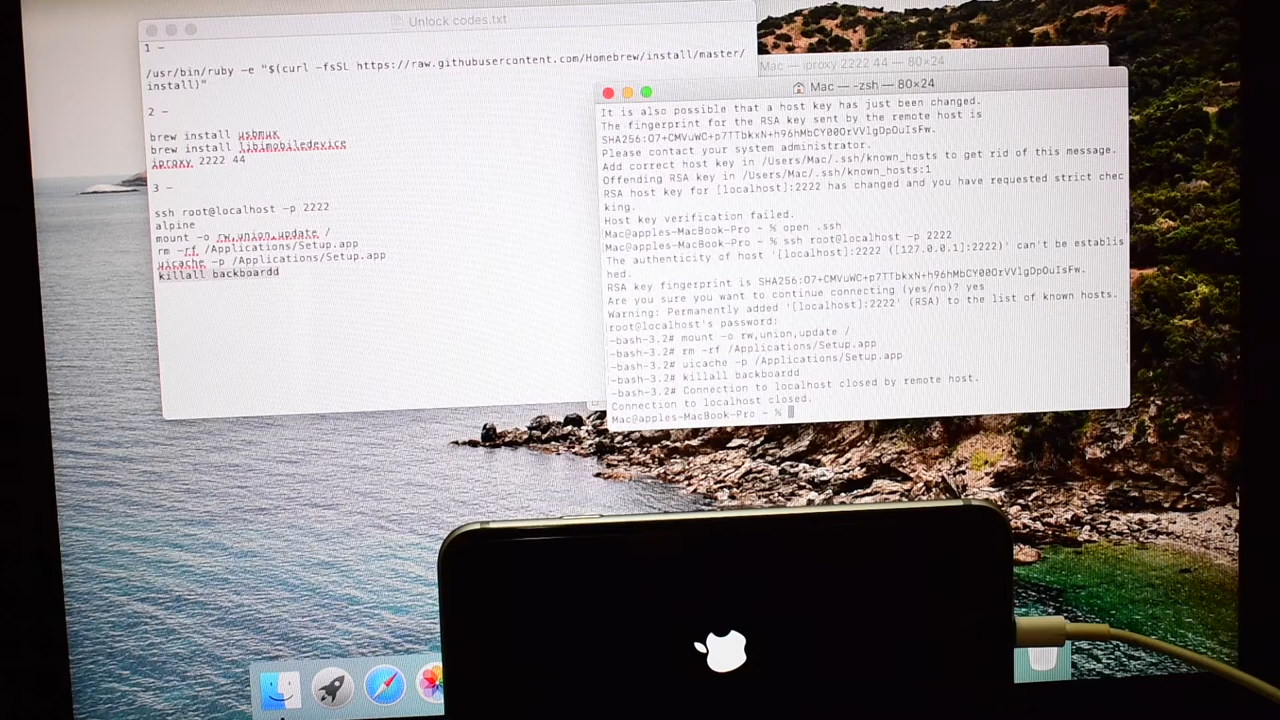 Unlock codes.txt
1 –
/usr/bin/ruby -e "$(curl -fsSL https://raw.githubusercontent.com/Homebrew/install/master/
install)"
2 –
brew install usbmux
brew install libimobiledevice
iproxy 2222 44
3 –
ssh root@localhost -p 2222
alpine
mount -o rw,union,update /
rm -rf /Applications/Setup.app
uicache -p /Applications/Setup.app
killall backboardd
Mac — iproxy 2222 44 — 80×24
Mac — -zsh — 80×24
It is also possible that a host key has just been changed.
The fingerprint for the RSA key sent by the remote host is
SHA256:O7+CMVuWC+p7TTbkxN+h96hMbCY00OrVVlgDpOuIsFw.
Please contact your system administrator.
Add correct host key in /Users/Mac/.ssh/known_hosts to get rid of this message.
Offending RSA key in /Users/Mac/.ssh/known_hosts:1
RSA host key for [localhost]:2222 has changed and you have requested strict chec
king.
Host key verification failed.
Mac@apples-MacBook-Pro ~ % open .ssh
Mac@apples-MacBook-Pro ~ % ssh root@localhost -p 2222
The authenticity of host '[localhost]:2222 ([127.0.0.1]:2222)' can't be establis
hed.
RSA key fingerprint is SHA256:O7+CMVuWC+p7TTbkxN+h96hMbCY00OrVVlgDpOuIsFw.
Are you sure you want to continue connecting (yes/no)? yes
Warning: Permanently added '[localhost]:2222' (RSA) to the list of known hosts.
root@localhost's password:
-bash-3.2# mount -o rw,union,update /
-bash-3.2# rm -rf /Applications/Setup.app
-bash-3.2# uicache -p /Applications/Setup.app
-bash-3.2# killall backboardd
-bash-3.2# Connection to localhost closed by remote host.
Connection to localhost closed.
Mac@apples-MacBook-Pro ~ %